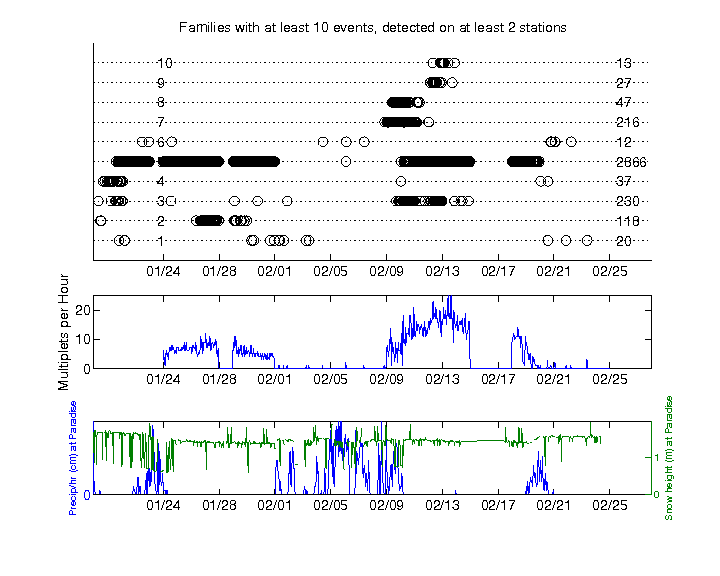 Families with at least 10 events, detected on at least 2 stations
10 13
9 27
8 47
7 216
6 12
2866
4 37
3 230
2 118
1 20
01/24 01/28 02/01 02/05 02/09 02/13 02/17 02/21 02/25
Multiplets per Hour
20
10
0
01/24 01/28 02/01 02/05 02/09 02/13 02/17 02/21 02/25
Precip/hr (cm) at Paradise
0
Snow height (m) at Paradise
1
0
01/24 01/28 02/01 02/05 02/09 02/13 02/17 02/21 02/25